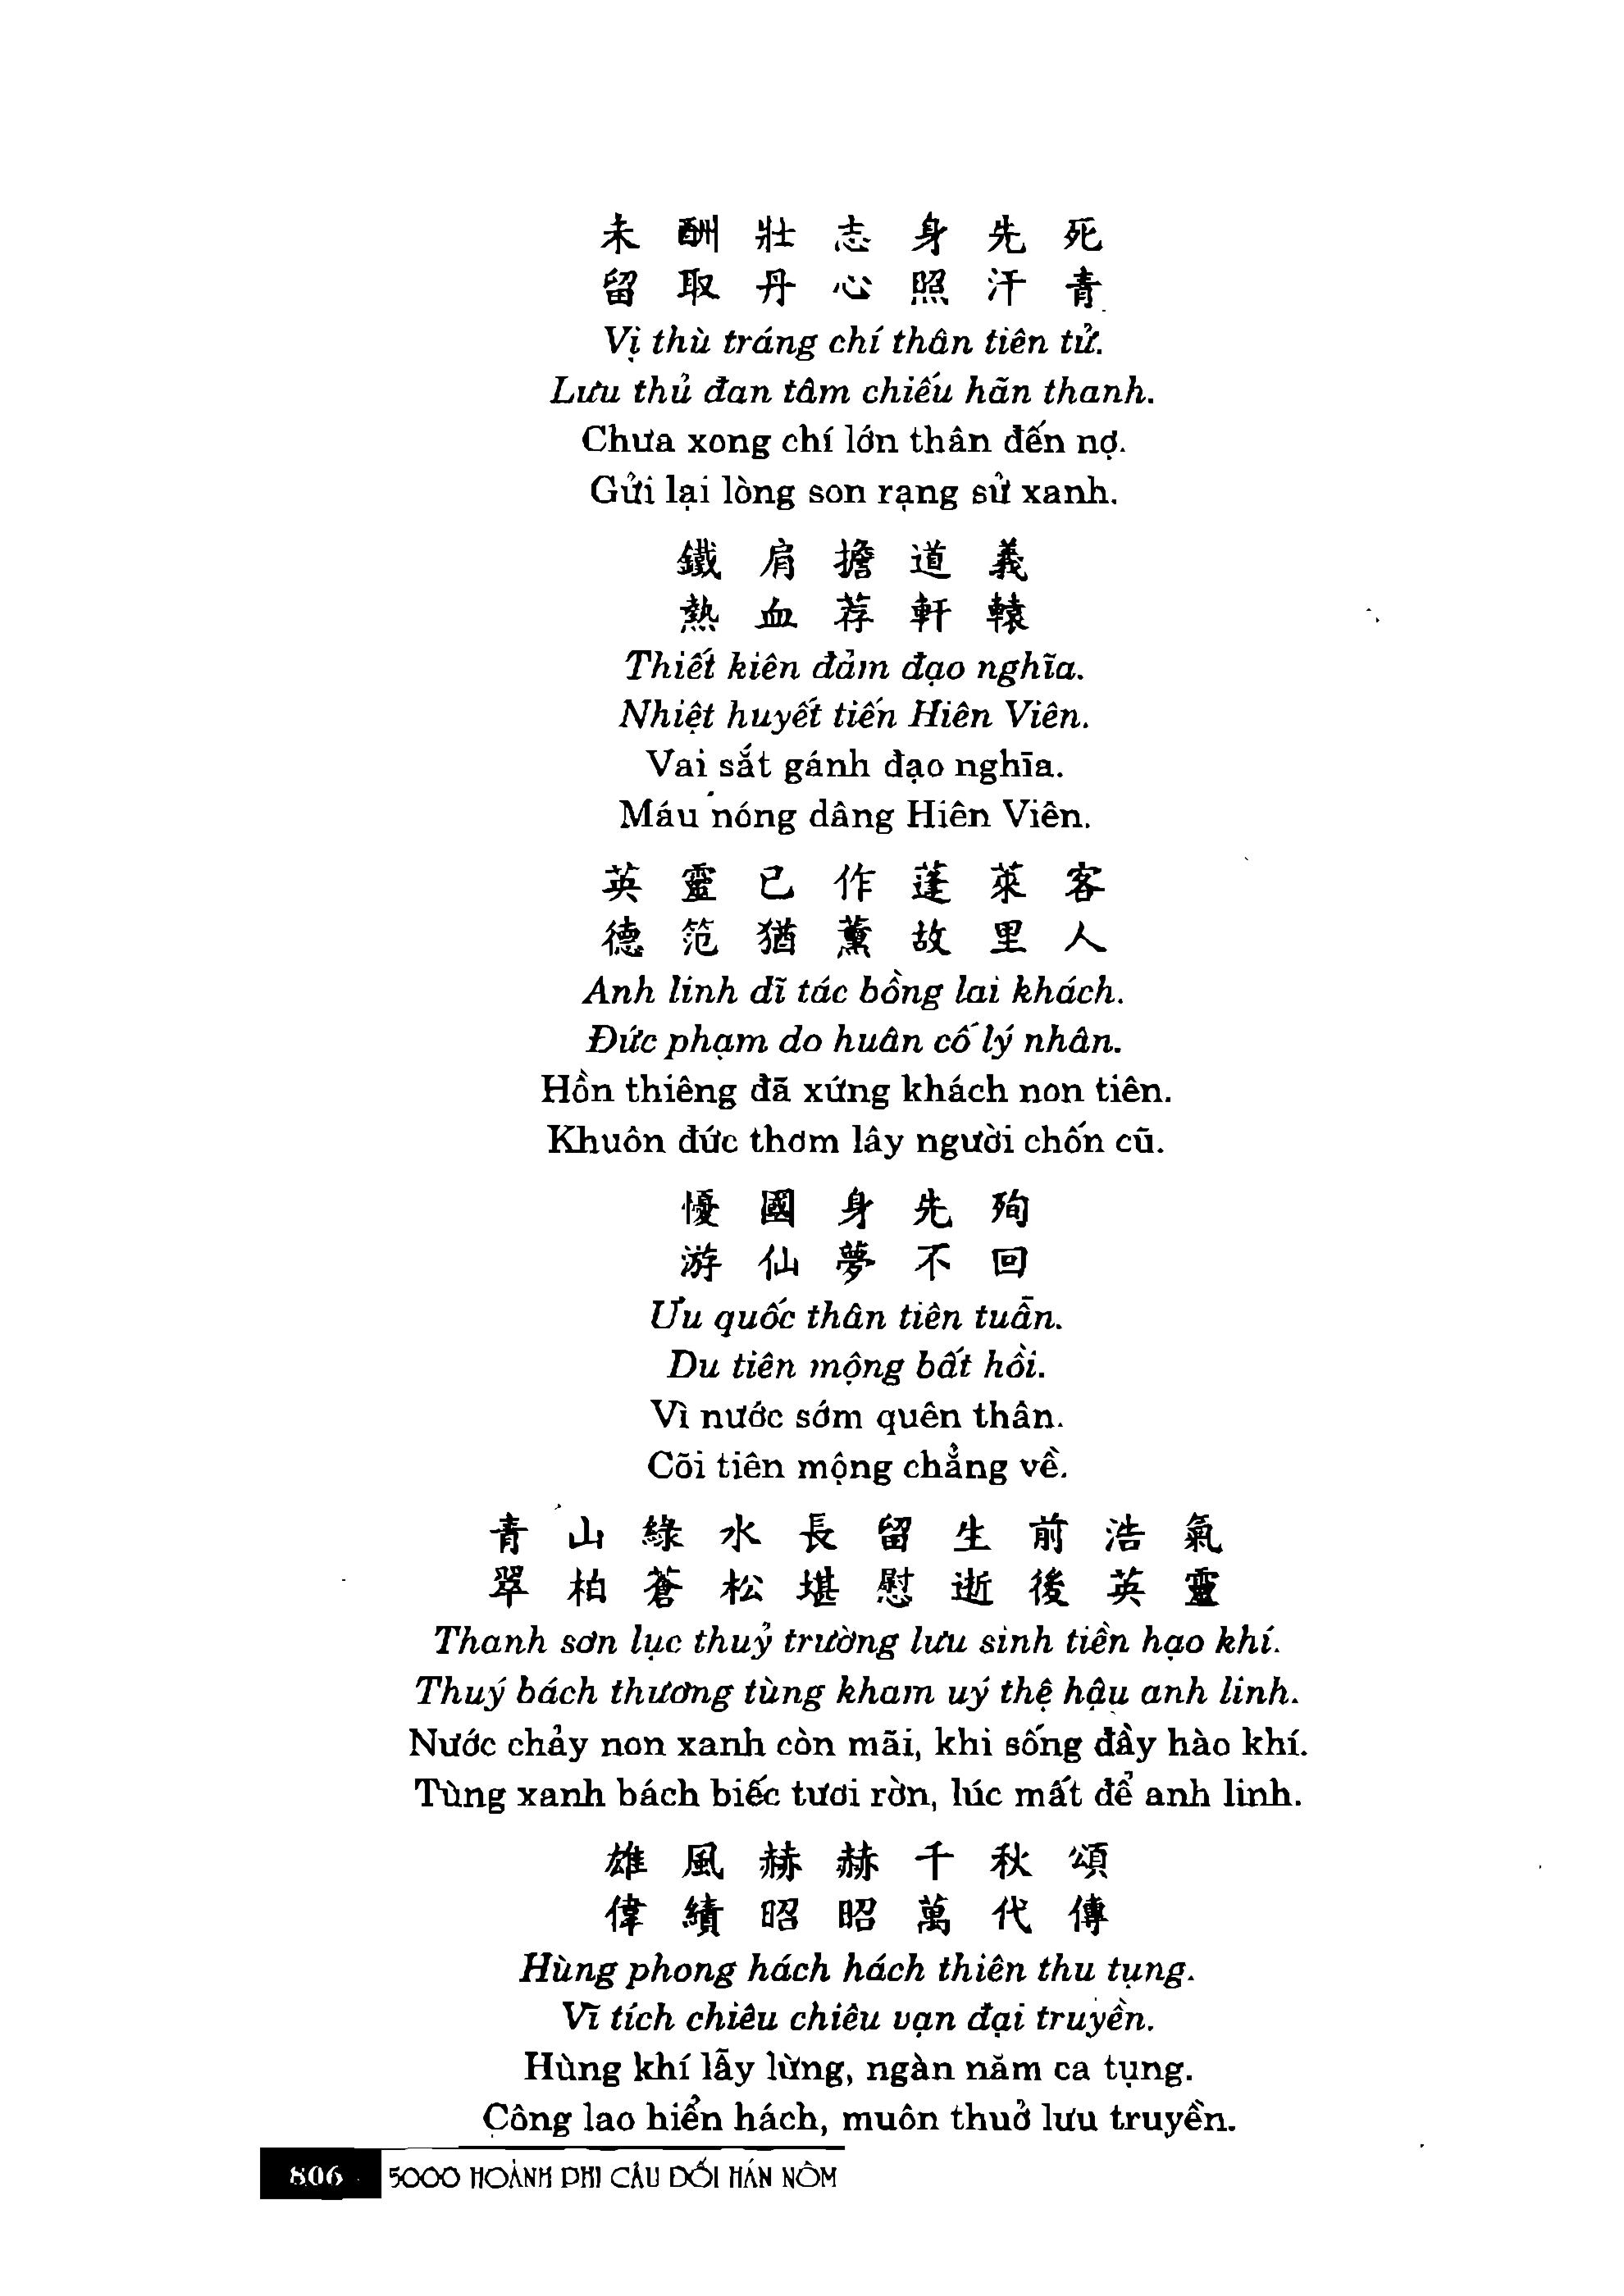 未酬壯志身先死
留取丹心照汗青
Vị thù tráng chí thân tiên tử.
Lưu thủ đan tâm chiếu hãn thanh.
Chưa xong chí lớn thân đến nợ.
Gửi lại lòng son rạng sử xanh.
鐵肩擔道義
熱血荐軒轅
Thiết kiên đảm đạo nghĩa.
Nhiệt huyết tiến Hiên Viên.
Vai sắt gánh đạo nghĩa.
Máu nóng dâng Hiên Viên.
英靈已作蓬萊客
德笵猶薰故里人
Anh linh dĩ tác bồng lai khách.
Đức phạm do huân cố lý nhân.
Hồn thiêng đã xứng khách non tiên.
Khuôn đức thơm lây người chốn cũ.
憂國身先殉
游仙夢不回
Ưu quốc thân tiên tuẫn.
Du tiên mộng bất hồi.
Vì nước sớm quên thân.
Cõi tiên mộng chẳng về.
青山綠水長留生前浩氣
翠柏蒼松堪慰逝後英靈
Thanh sơn lục thuỷ trường lưu sinh tiền hạo khí.
Thuý bách thương tùng kham uý thệ hậu anh linh.
Nước chảy non xanh còn mãi, khi sống đầy hào khí.
Tùng xanh bách biếc tươi rờn, lúc mất để anh linh.
雄風赫赫千秋頌
偉績昭昭萬代傳
Hùng phong hách hách thiên thu tụng.
Vĩ tích chiêu chiêu vạn đại truyền.
Hùng khí lẫy lừng, ngàn năm ca tụng.
Công lao hiển hách, muôn thuở lưu truyền.
806 5000 HOÀNH PHI CÂU ĐỐI HÁN NÔM